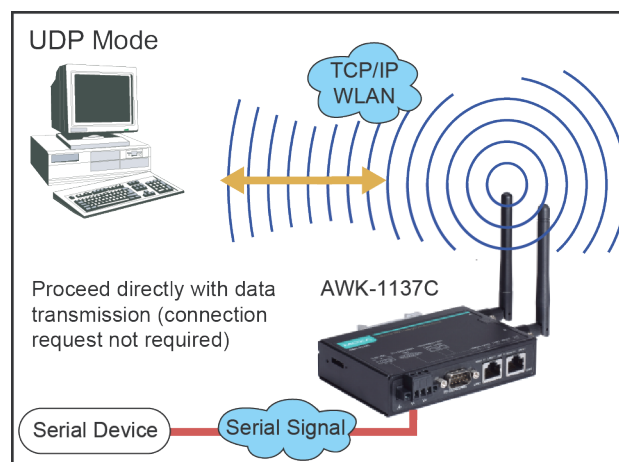 UDP Mode
TCP/IP
WLAN
Proceed directly with data
transmission (connection
request not required)
AWK-1137C
Serial Device
Serial Signal